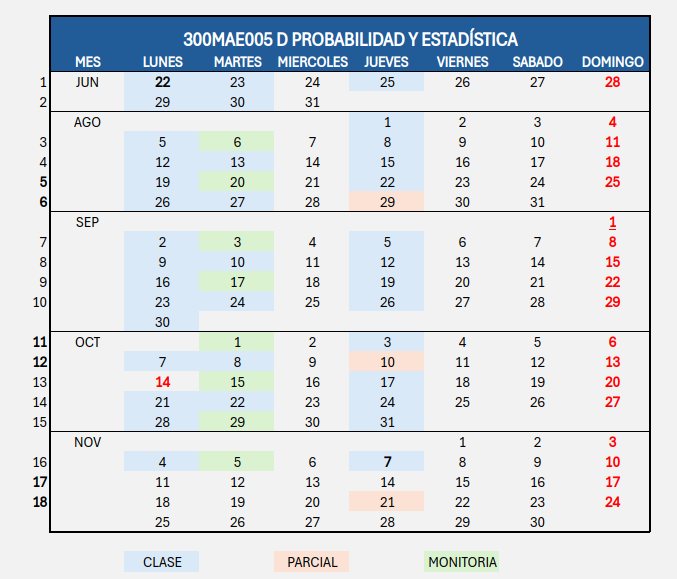 300MAE005 D PROBABILIDAD Y ESTADÍSTICA
MES LUNES MARTES MIERCOLES JUEVES VIERNES SABADO DOMINGO
1 JUN 22 23 24 25 26 27 28
2 29 30 31
AGO 1 2 3 4
3 5 6 7 8 9 10 11
4 12 13 14 15 16 17 18
5 19 20 21 22 23 24 25
6 26 27 28 29 30 31
SEP 1
7 2 3 4 5 6 7 8
8 9 10 11 12 13 14 15
9 16 17 18 19 20 21 22
10 23 24 25 26 27 28 29
30
11 OCT 1 2 3 4 5 6
12 7 8 9 10 11 12 13
13 14 15 16 17 18 19 20
14 21 22 23 24 25 26 27
15 28 29 30 31
NOV 1 2 3
16 4 5 6 7 8 9 10
17 11 12 13 14 15 16 17
18 18 19 20 21 22 23 24
25 26 27 28 29 30
CLASE PARCIAL MONITORIA